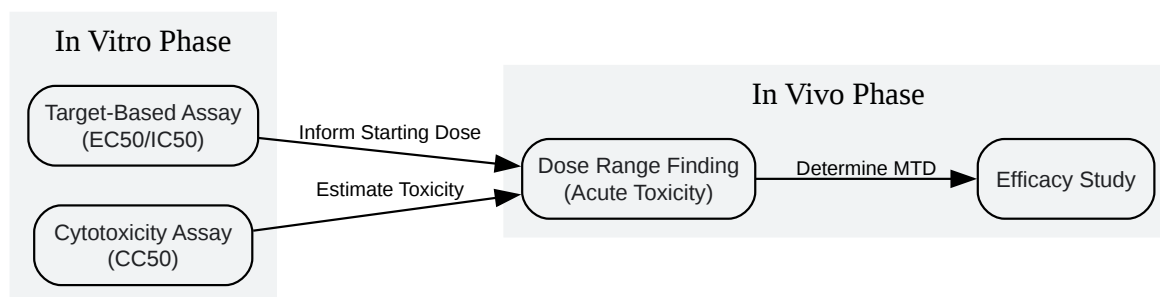 In Vitro Phase
Target-Based Assay
(EC50/IC50)
Cytotoxicity Assay
(CC50)
Inform Starting Dose
Estimate Toxicity
In Vivo Phase
Dose Range Finding
(Acute Toxicity)
Determine MTD
Efficacy Study